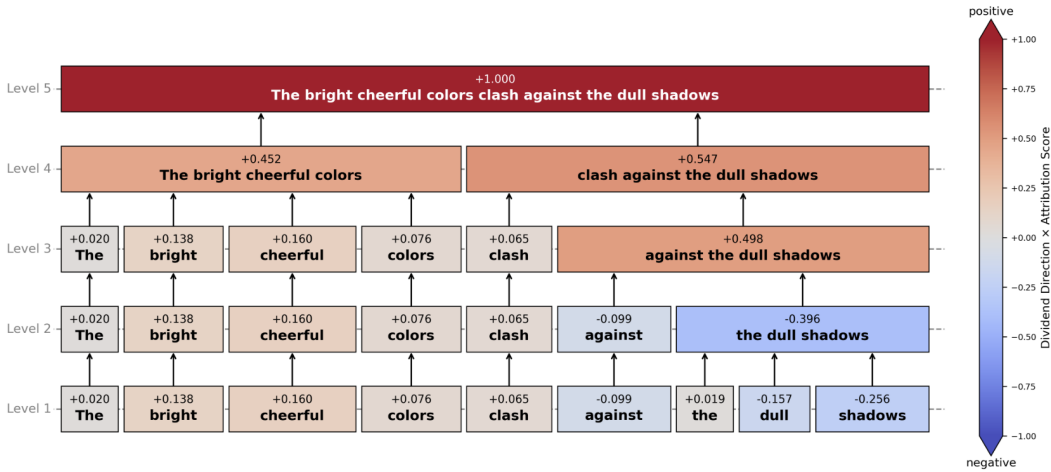 positive
Level 5
+1.000
The bright cheerful colors clash against the dull shadows
Level 4
+0.452
The bright cheerful colors
+0.547
clash against the dull shadows
Level 3
+0.020
The
+0.138
bright
+0.160
cheerful
+0.076
colors
+0.065
clash
+0.498
against the dull shadows
Level 2
+0.020
The
+0.138
bright
+0.160
cheerful
+0.076
colors
+0.065
clash
-0.099
against
-0.396
the dull shadows
Level 1
+0.020
The
+0.138
bright
+0.160
cheerful
+0.076
colors
+0.065
clash
-0.099
against
+0.019
the
-0.157
dull
-0.256
shadows
+1.00
+0.75
+0.50
+0.25
+0.00
−0.25
−0.50
−0.75
−1.00
Dividend Direction × Attribution Score
negative